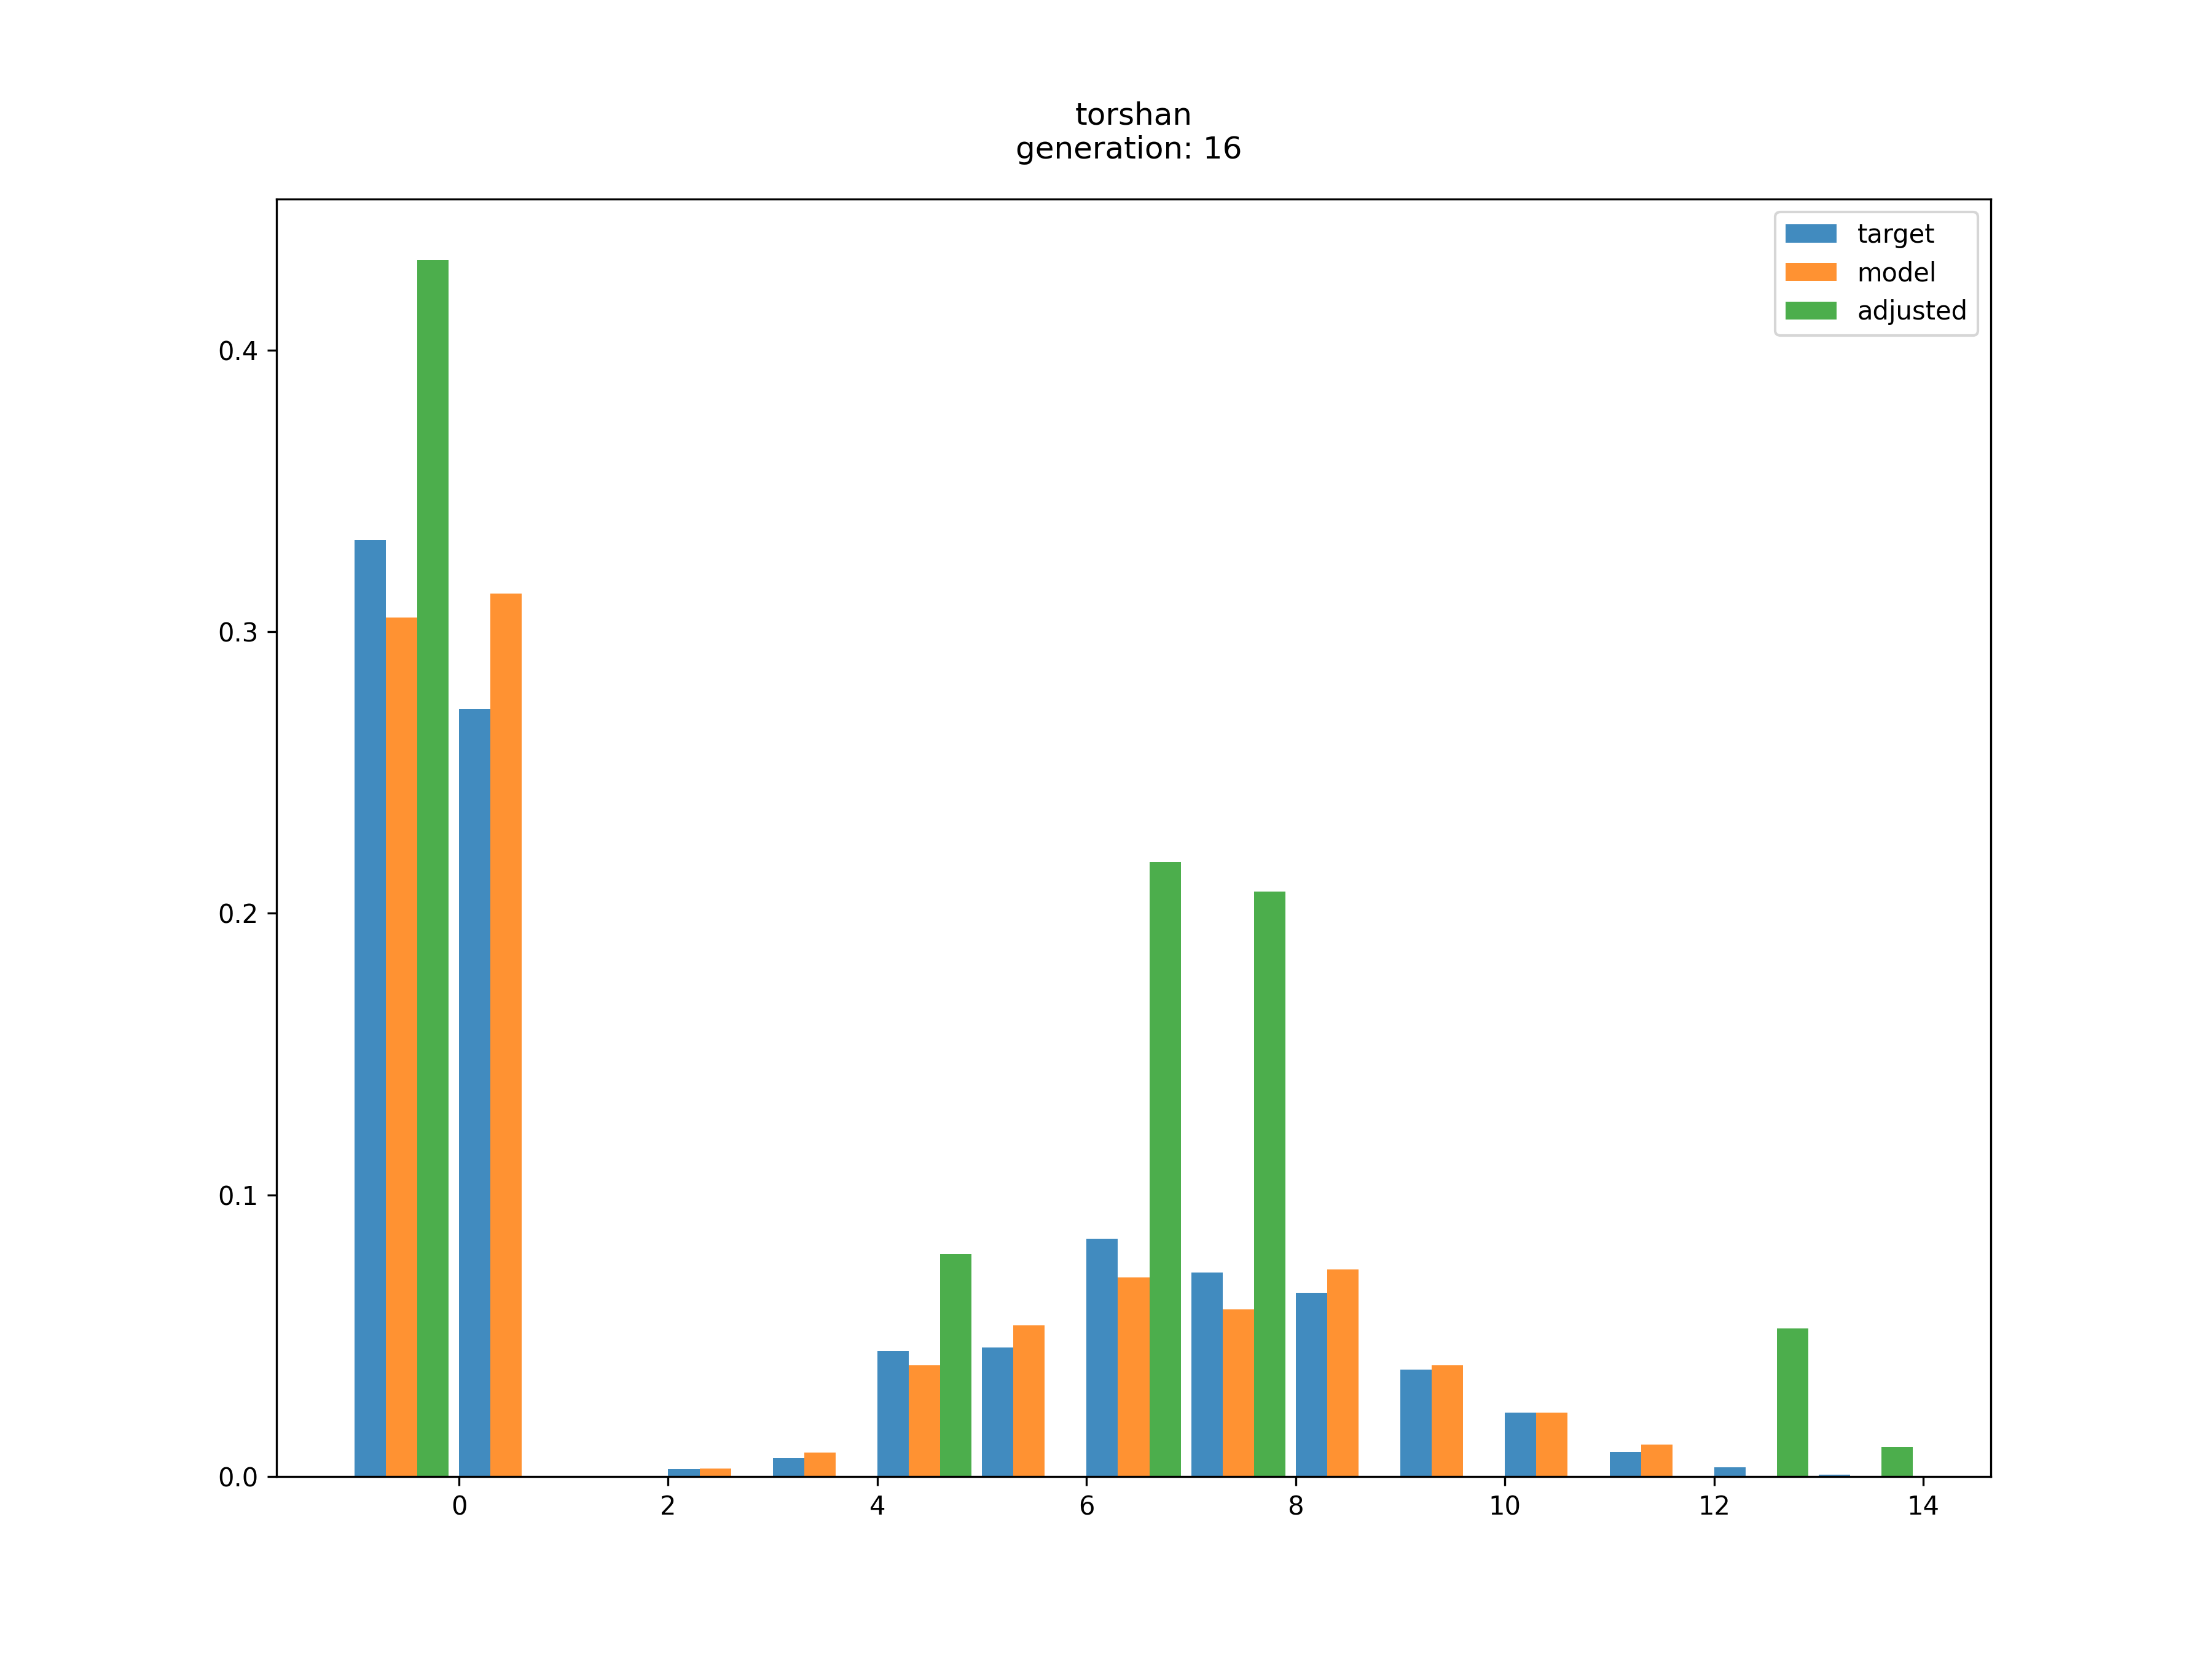 torshan
generation: 16
target
model
adjusted
0.4
0.3
0.2
0.1
0.0
0 2 4 6 8 10 12 14